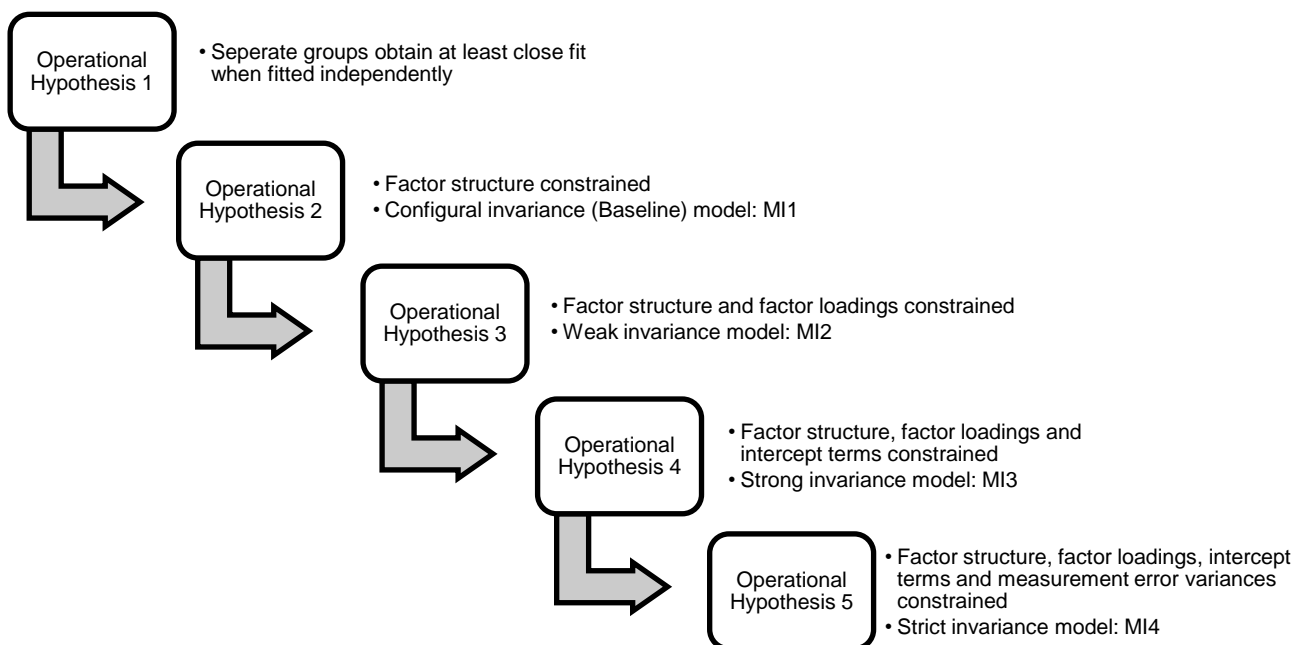 Operational
Hypothesis 1
• Seperate groups obtain at least close fit
when fitted independently
Operational
Hypothesis 2
• Factor structure constrained
• Configural invariance (Baseline) model: MI1
Operational
Hypothesis 3
• Factor structure and factor loadings constrained
• Weak invariance model: MI2
Operational
Hypothesis 4
• Factor structure, factor loadings and
intercept terms constrained
• Strong invariance model: MI3
Operational
Hypothesis 5
• Factor structure, factor loadings, intercept
terms and measurement error variances
constrained
• Strict invariance model: MI4